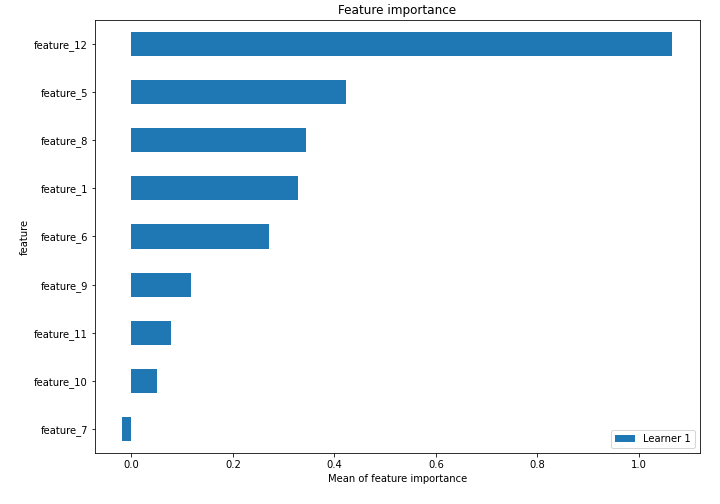 Feature importance
feature_12
feature_5
feature_8
feature_1
feature_6
feature_9
feature_11
feature_10
feature_7
feature
Learner 1
0.0 0.2 0.4 0.6 0.8 1.0
Mean of feature importance